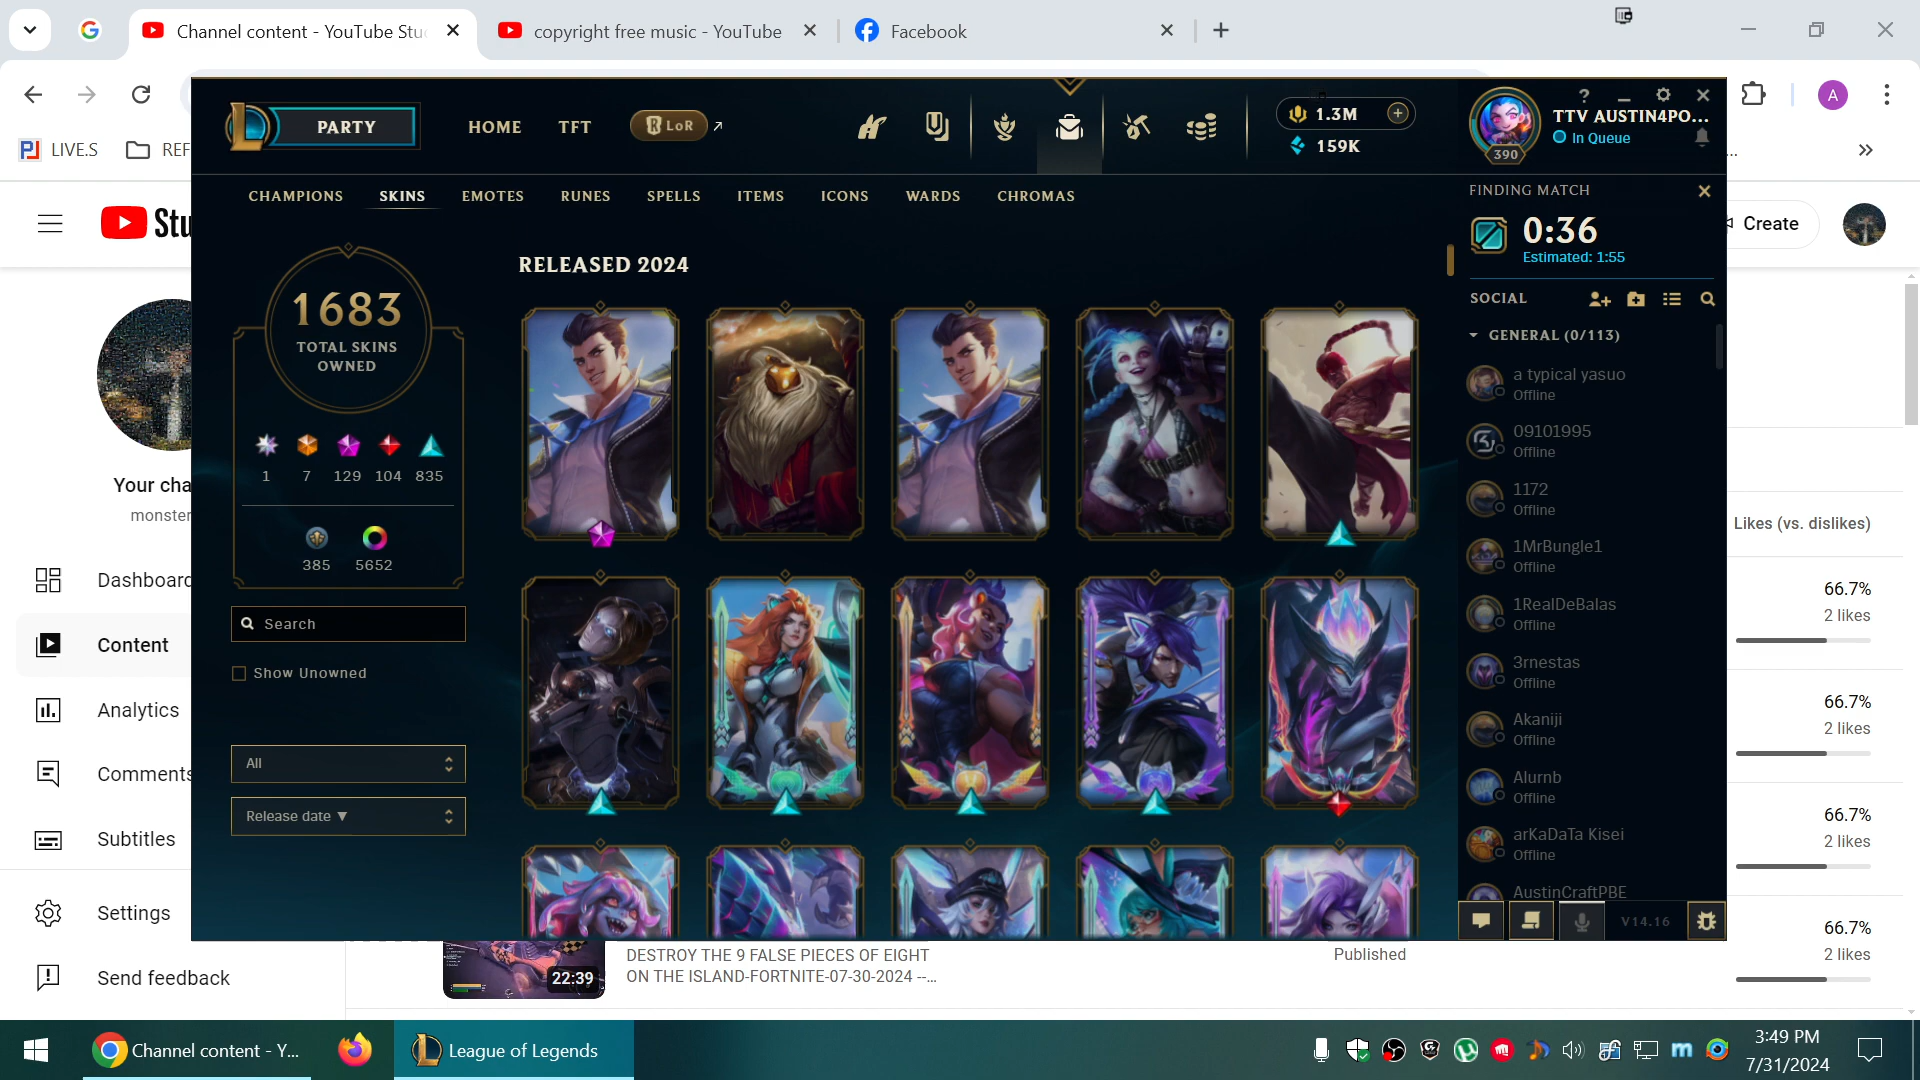 Channel content - YouTube Stu
copyright free music - YouTube
Facebook
A
LIVE.S
REF
Stu
Create
Your cha
monster
Dashboard
Content
Analytics
Comments
Subtitles
Settings
Send feedback
PARTY
HOME
TFT
LoR
1.3M
159K
390
TTV AUSTIN4PO...
In Queue
CHAMPIONS
SKINS
EMOTES
RUNES
SPELLS
ITEMS
ICONS
WARDS
CHROMAS
1683
TOTAL SKINS
OWNED
1
7
129
104
835
385
5652
Search
Show Unowned
All
Release date ▼
RELEASED 2024
FINDING MATCH
0:36
Estimated: 1:55
SOCIAL
GENERAL (0/113)
a typical yasuo
Offline
09101995
Offline
1172
Offline
1MrBungle1
Offline
1RealDeBalas
Offline
3rnestas
Offline
Akaniji
Offline
Alurnb
Offline
arKaDaTa Kisei
Offline
AustinCraftPBE
V14.16
Likes (vs. dislikes)
66.7%
2 likes
66.7%
2 likes
66.7%
2 likes
66.7%
2 likes
22:39
DESTROY THE 9 FALSE PIECES OF EIGHT
ON THE ISLAND-FORTNITE-07-30-2024 --...
Published
Channel content - Y...
League of Legends
3:49 PM
7/31/2024